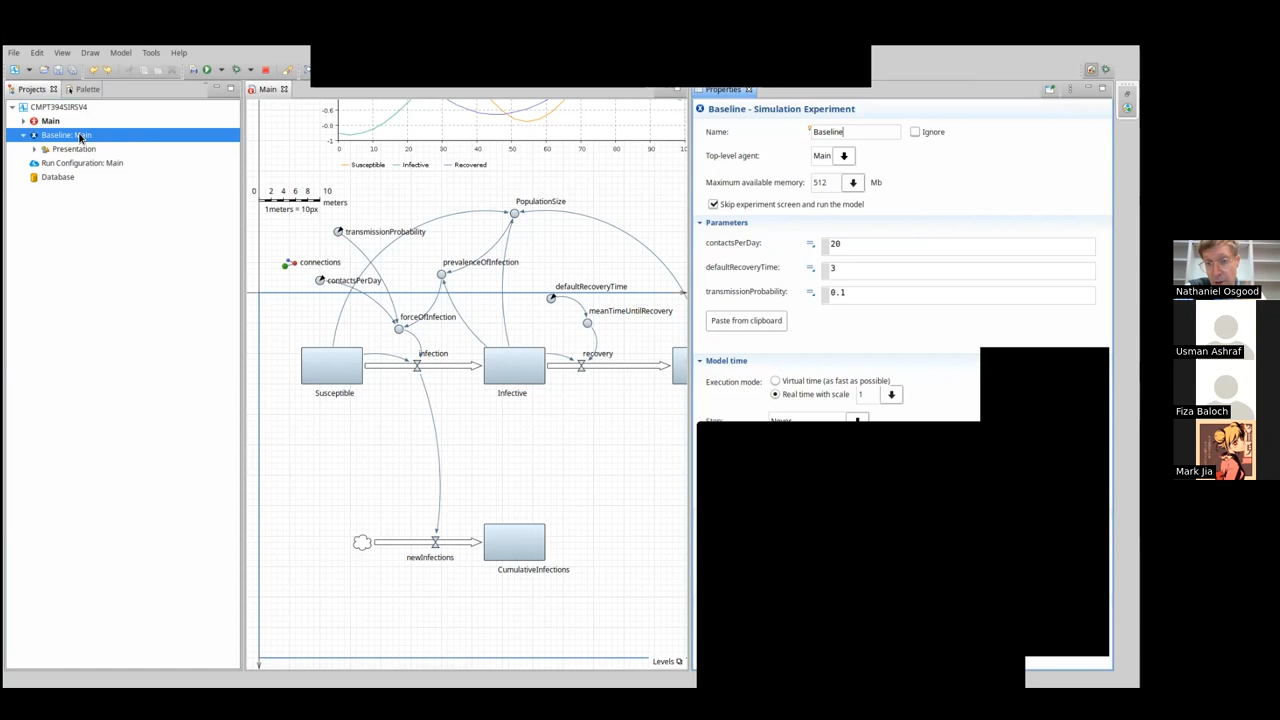 File Edit View Draw Model Tools Help
Projects Palette
CMPT394SIRSV4
Main
Baseline: Main
Presentation
Run Configuration: Main
Database
Main
-0.6
-0.8
-1
0 10 20 30 40 50 60 70 80 90 10
Susceptible Infective Recovered
0 2 4 6 8 10
meters
1meters = 10px
PopulationSize
transmissionProbability
connections
prevalenceOfInfection
contactsPerDay
defaultRecoveryTime
meanTimeUntilRecovery
forceOfInfection
infection
recovery
Susceptible
Infective
newInfections
CumulativeInfections
Levels
Properties
Baseline - Simulation Experiment
Name: Baseline Ignore
Top-level agent: Main
Maximum available memory: 512 Mb
Skip experiment screen and run the model
Parameters
contactsPerDay: 20
defaultRecoveryTime: 3
transmissionProbability: 0.1
Paste from clipboard
Model time
Execution mode: Virtual time (as fast as possible)
Real time with scale 1
Nathaniel Osgood
Usman Ashraf
Fiza Baloch
Mark Jia